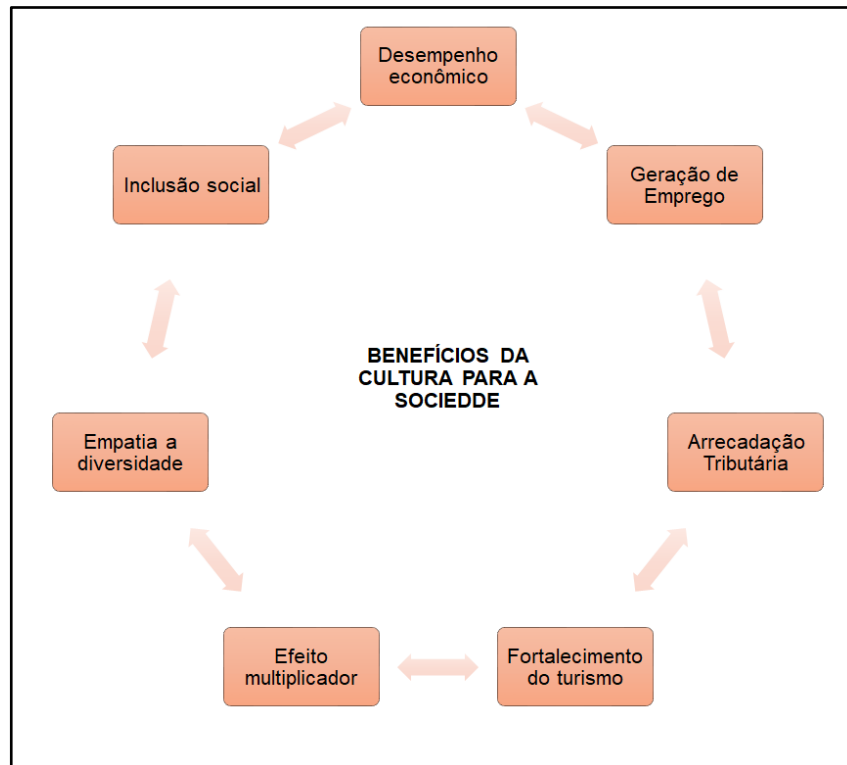 Desempenho
econômico
Inclusão social
Geração de
Emprego
BENEFÍCIOS DA
CULTURA PARA A
SOCIEDDE
Empatia a
diversidade
Arrecadação
Tributária
Efeito
multiplicador
Fortalecimento
do turismo